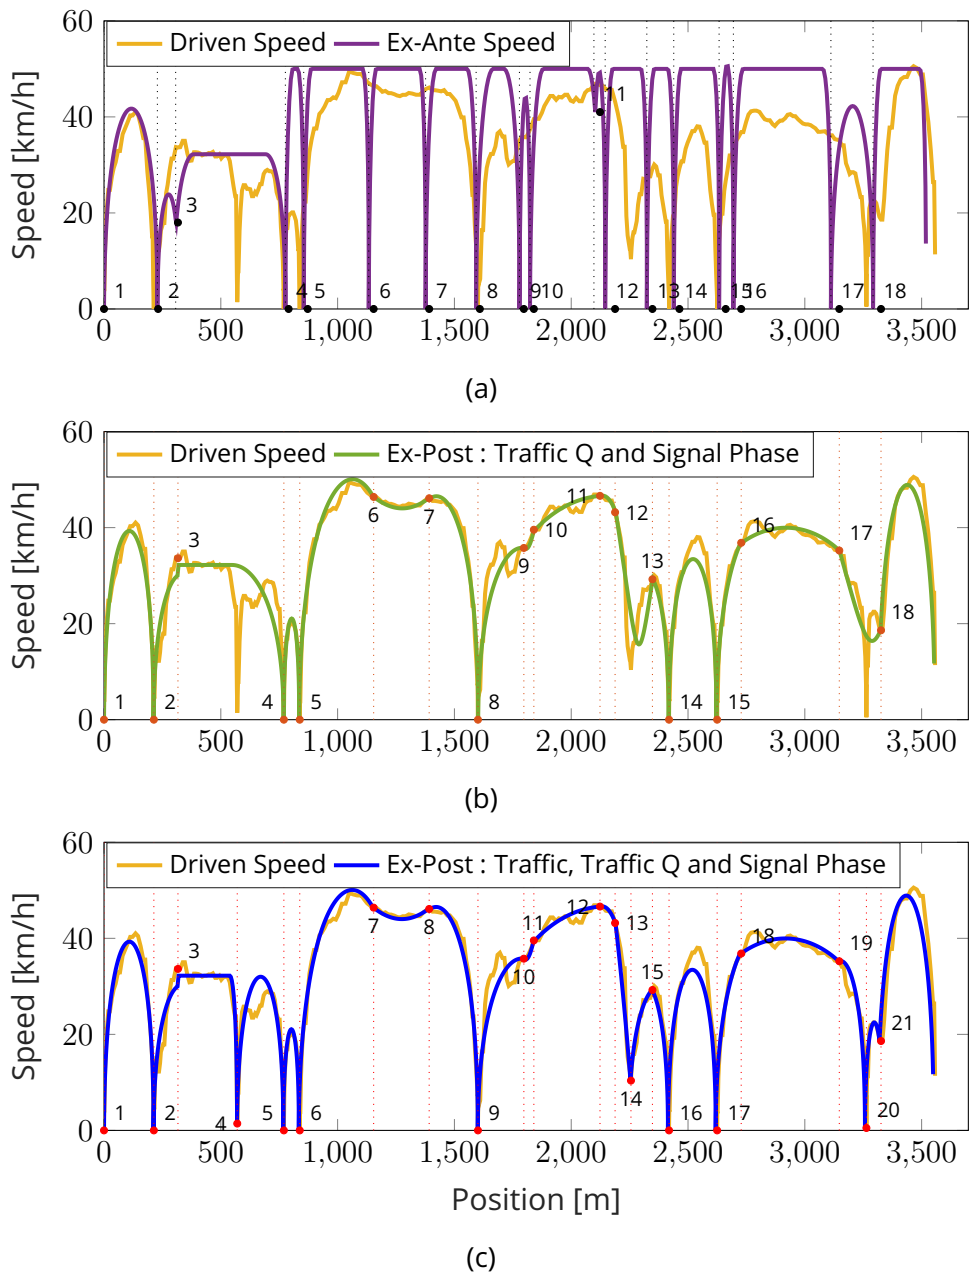 60
Driven Speed Ex-Ante Speed
40
11
20
3
Speed [km/h]
1 2 4 5 6 7 8 910 12 13 14 1516 17 18
0
0 500 1,000 1,500 2,000 2,500 3,000 3,500
(a)
60
Driven Speed Ex-Post : Traffic Q and Signal Phase
40
3 6 7 9 10 11 12 13 16 17
20
18
Speed [km/h]
1 2 4 5 8 14 15
0
0 500 1,000 1,500 2,000 2,500 3,000 3,500
(b)
60
Driven Speed Ex-Post : Traffic, Traffic Q and Signal Phase
40
3 7 8 10 11 12 13 15 18 19
20
14 21
Speed [km/h]
1 2 4 5 6 9 16 17 20
0
0 500 1,000 1,500 2,000 2,500 3,000 3,500
Position [m]
(c)